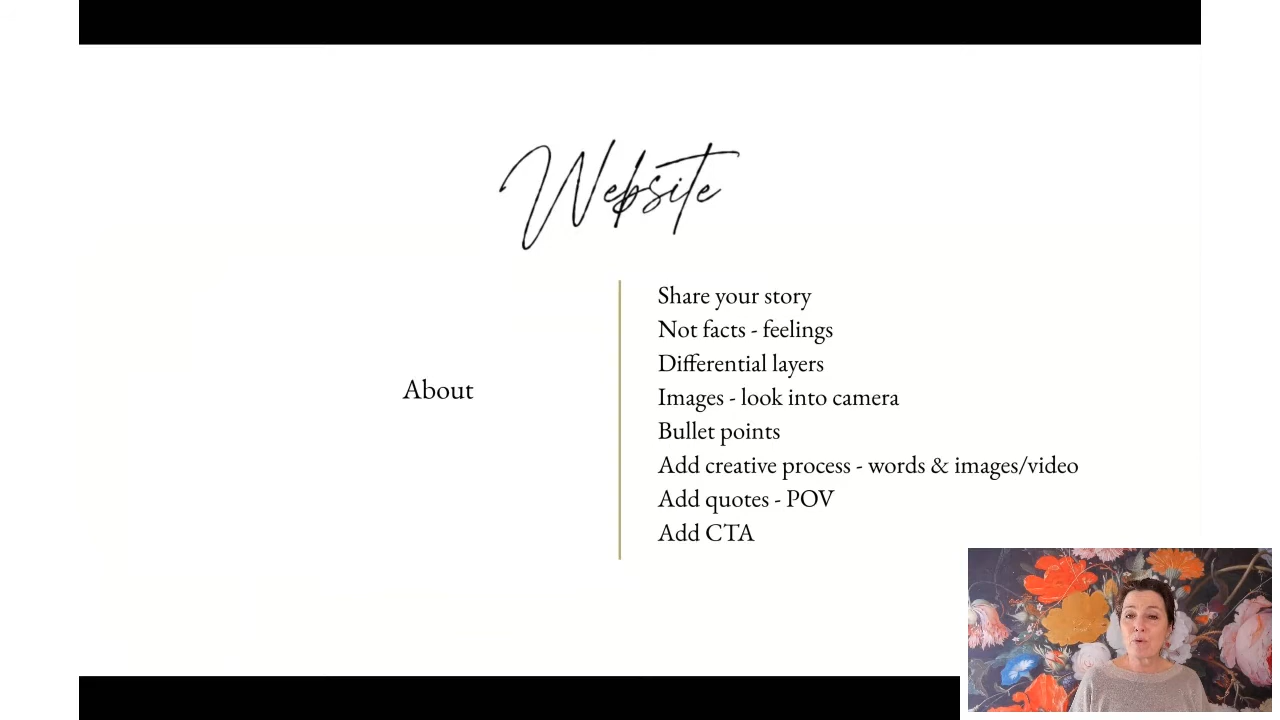 Website
About
Share your story
Not facts - feelings
Differential layers
Images - look into camera
Bullet points
Add creative process - words & images/video
Add quotes - POV
Add CTA